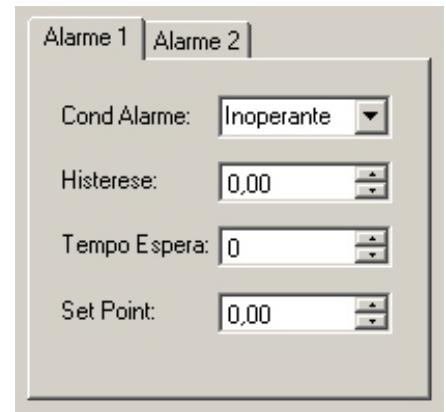 Alarme 1 Alarme 2
Cond Alarme: Inoperante
Histerese: 0,00
Tempo Espera: 0
Set Point: 0,00